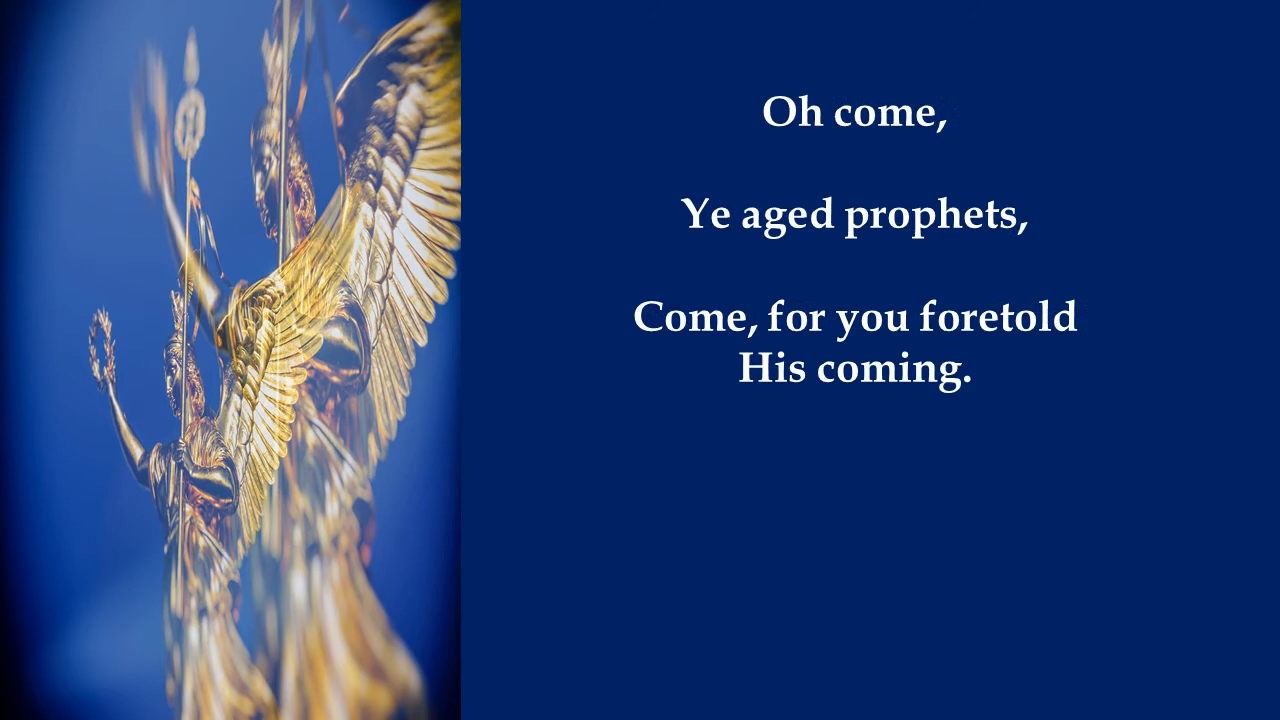 Oh come,
Ye aged prophets,
Come, for you foretold
His coming.